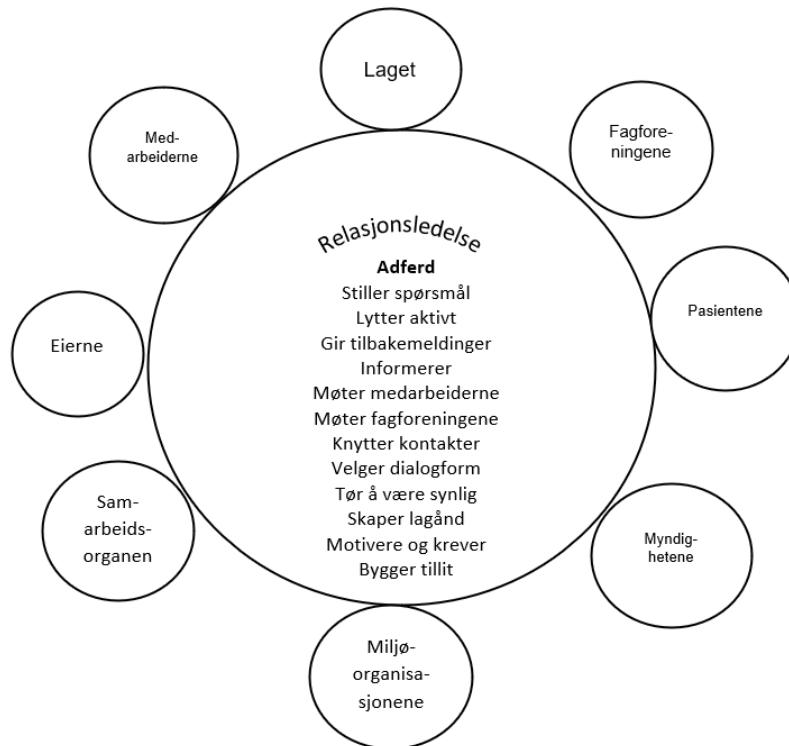 Laget
Med-
arbeiderne
Fagfore-
ningene
Relasjonsledelse
Adferd
Stiller spørsmål
Lytter aktivt
Gir tilbakemeldinger
Informerer
Møter medarbeiderne
Møter fagforeningene
Knytter kontakter
Velger dialogform
Tør å være synlig
Skaper lagånd
Motivere og krever
Bygger tillit
Pasientene
Eierne
Sam-
arbeids-
organen
Myndig-
hetene
Miljø-
organisa-
sjonene